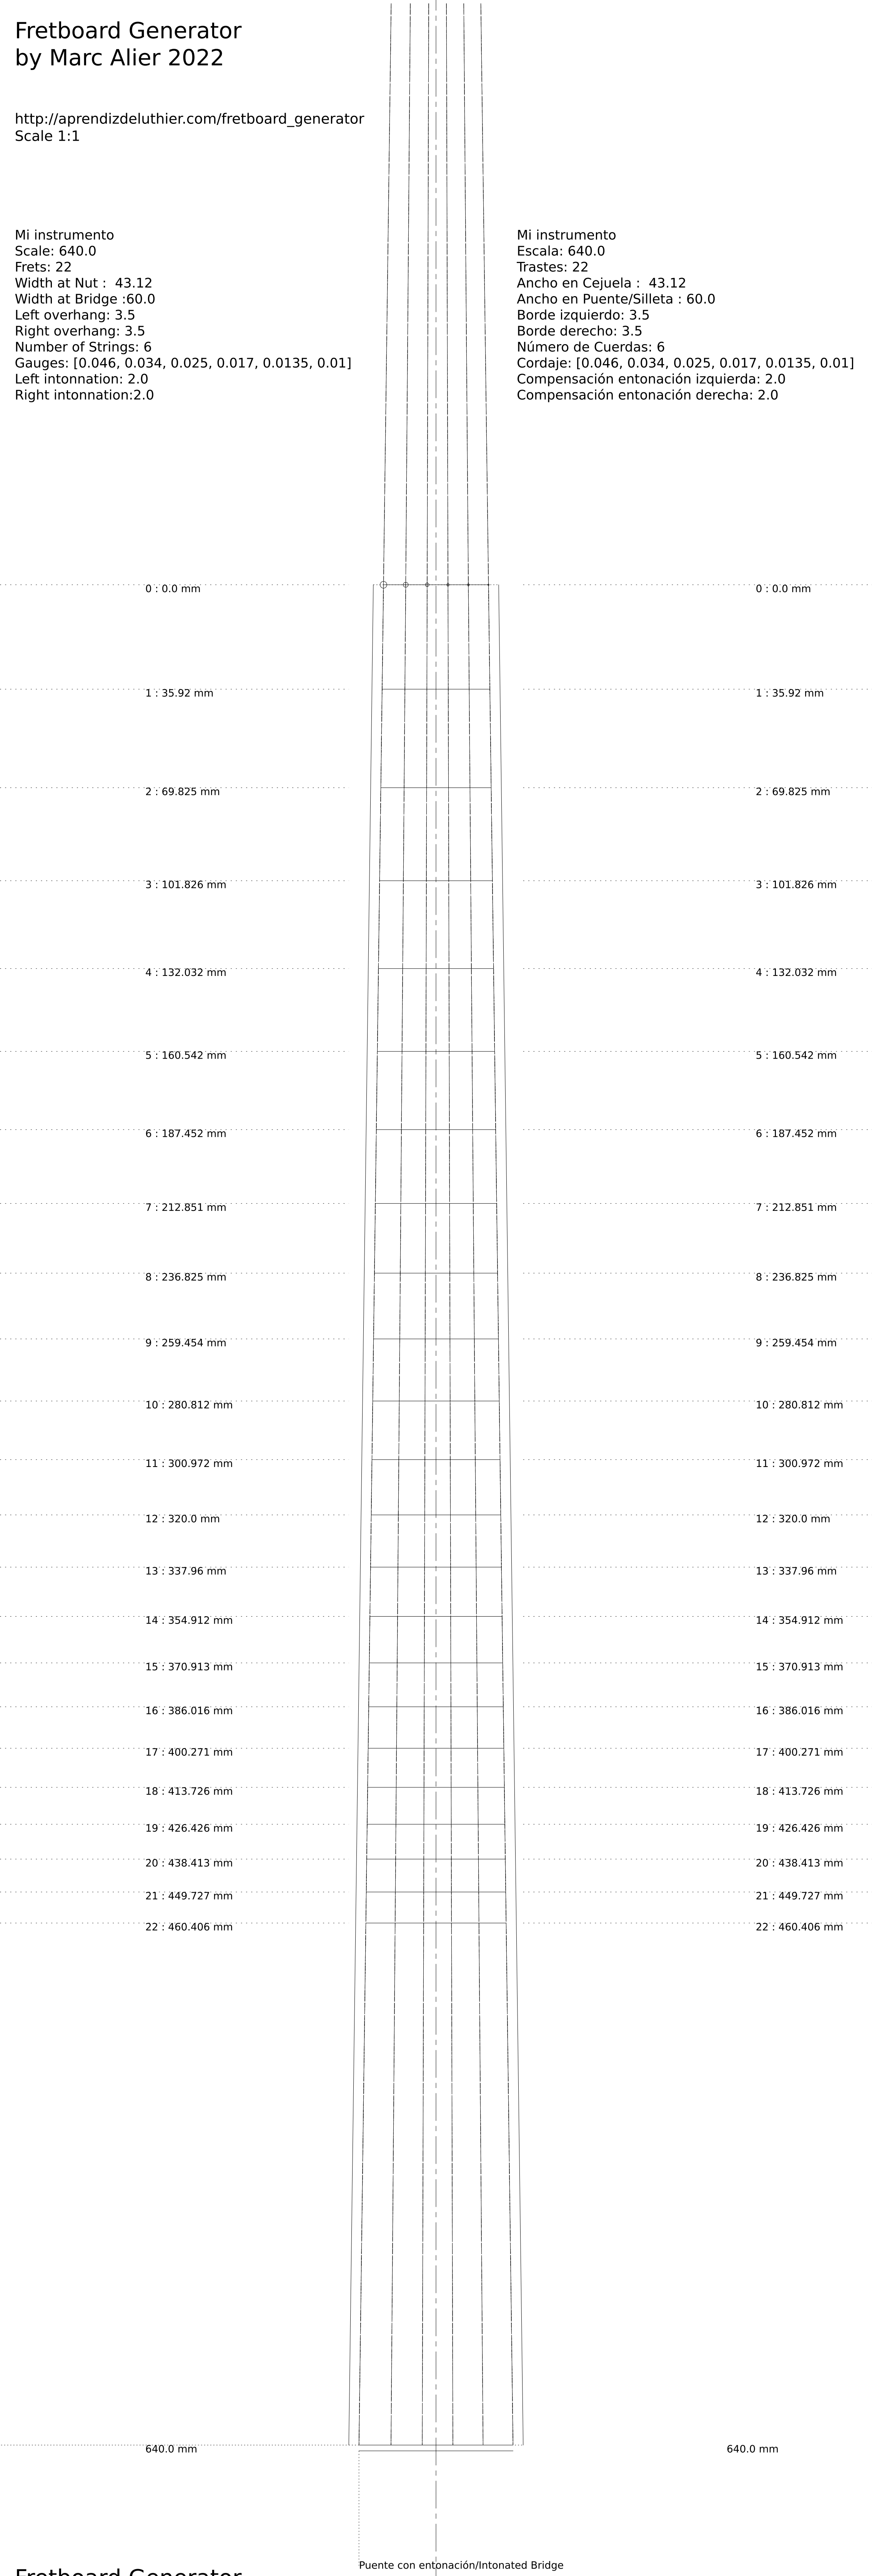 Fretboard Generator
by Marc Alier 2022
http://aprendizdeluthier.com/fretboard_generator
Scale 1:1
Mi instrumento
Scale: 640.0
Frets: 22
Width at Nut :  43.12
Width at Bridge :60.0
Left overhang: 3.5
Right overhang: 3.5
Number of Strings: 6
Gauges: [0.046, 0.034, 0.025, 0.017, 0.0135, 0.01]
Left intonnation: 2.0
Right intonnation:2.0
Mi instrumento
Escala: 640.0
Trastes: 22
Ancho en Cejuela :  43.12
Ancho en Puente/Silleta : 60.0
Borde izquierdo: 3.5
Borde derecho: 3.5
Número de Cuerdas: 6
Cordaje: [0.046, 0.034, 0.025, 0.017, 0.0135, 0.01]
Compensación entonación izquierda: 2.0
Compensación entonación derecha: 2.0
0 : 0.0 mm
0 : 0.0 mm
1 : 35.92 mm
1 : 35.92 mm
2 : 69.825 mm
2 : 69.825 mm
3 : 101.826 mm
3 : 101.826 mm
4 : 132.032 mm
4 : 132.032 mm
5 : 160.542 mm
5 : 160.542 mm
6 : 187.452 mm
6 : 187.452 mm
7 : 212.851 mm
7 : 212.851 mm
8 : 236.825 mm
8 : 236.825 mm
9 : 259.454 mm
9 : 259.454 mm
10 : 280.812 mm
10 : 280.812 mm
11 : 300.972 mm
11 : 300.972 mm
12 : 320.0 mm
12 : 320.0 mm
13 : 337.96 mm
13 : 337.96 mm
14 : 354.912 mm
14 : 354.912 mm
15 : 370.913 mm
15 : 370.913 mm
16 : 386.016 mm
16 : 386.016 mm
17 : 400.271 mm
17 : 400.271 mm
18 : 413.726 mm
18 : 413.726 mm
19 : 426.426 mm
19 : 426.426 mm
20 : 438.413 mm
20 : 438.413 mm
21 : 449.727 mm
21 : 449.727 mm
22 : 460.406 mm
22 : 460.406 mm
640.0 mm
640.0 mm
Puente con entonación/Intonated Bridge
Fretboard Generator